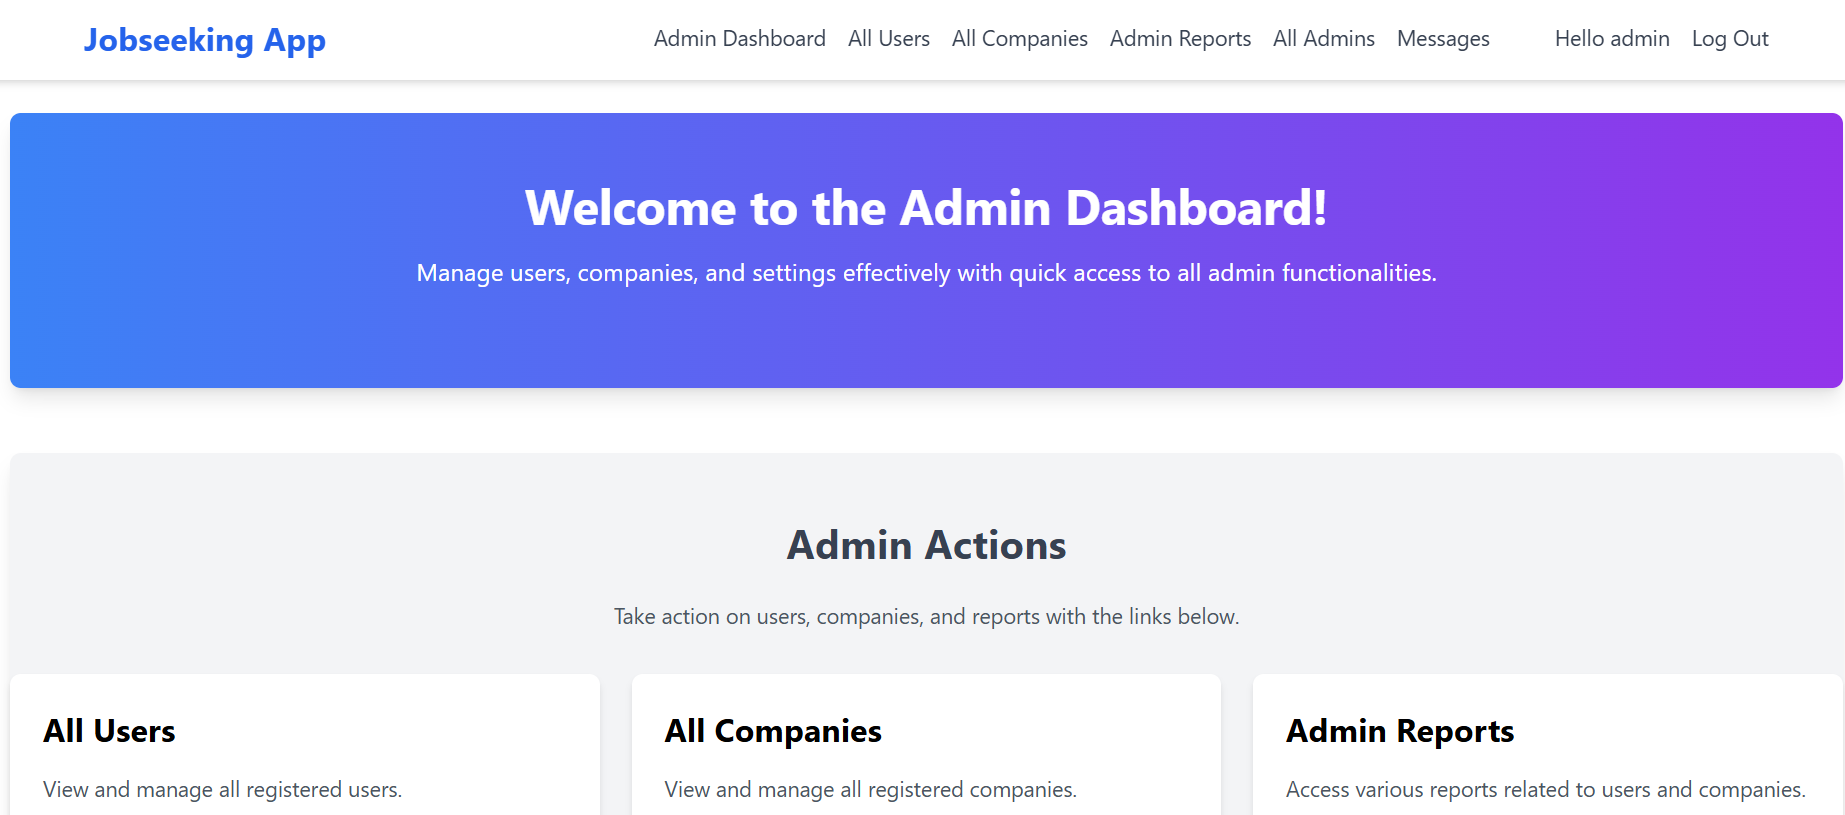 Jobseeking App
Admin Dashboard All Users All Companies Admin Reports All Admins Messages Hello admin Log Out
Welcome to the Admin Dashboard!
Manage users, companies, and settings effectively with quick access to all admin functionalities.
Admin Actions
Take action on users, companies, and reports with the links below.
All Users
View and manage all registered users.
All Companies
View and manage all registered companies.
Admin Reports
Access various reports related to users and companies.